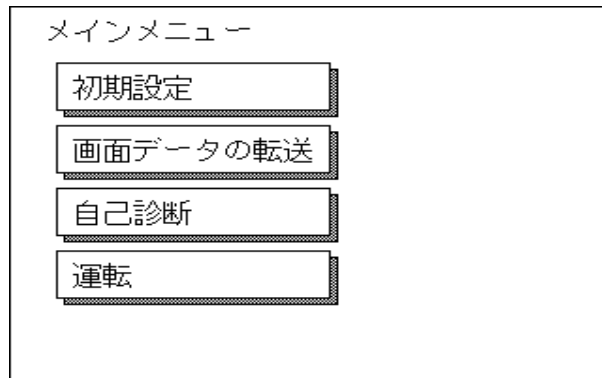 メインメニュー
初期設定
画面データの転送
自己診断
運転